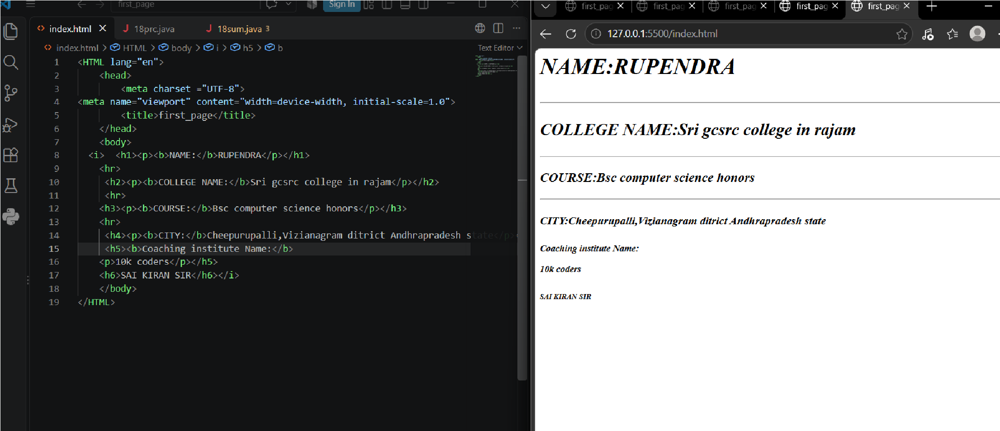 first_page
Sign In
index.html
18prc.java
18sum.java 3
index.html > HTML > body > i > h5 > b
Text Editor
1 <HTML lang="en">
2 <head>
3 <meta charset ="UTF-8">
4 <meta name="viewport" content="width=device-width, initial-scale=1.0">
5 <title>first_page</title>
6 </head>
7 <body>
8 <i>  <h1><p><b>NAME:</b>RUPENDRA</p></h1>
9 <hr>
10 <h2><p><b>COLLEGE NAME:</b>Sri gcsrc college in rajam</p></h2>
11 <hr>
12 <h3><p><b>COURSE:</b>Bsc computer science honors</p></h3>
13 <hr>
14 <h4><p><b>CITY:</b>Cheepurupalli,Vizianagram ditrict Andhrapradesh state</p>
15 <h5><b>Coaching institute Name:</b>
16 <p>10k coders</p></h5>
17 <h6>SAI KIRAN SIR</h6></i>
18 </body>
19 </HTML>
first_pag
first_pag
first_pag
first_pag
first_pag
127.0.0.1:5500/index.html
NAME:RUPENDRA
COLLEGE NAME:Sri gcsrc college in rajam
COURSE:Bsc computer science honors
CITY:Cheepurupalli,Vizianagram ditrict Andhrapradesh state
Coaching institute Name:
10k coders
SAI KIRAN SIR